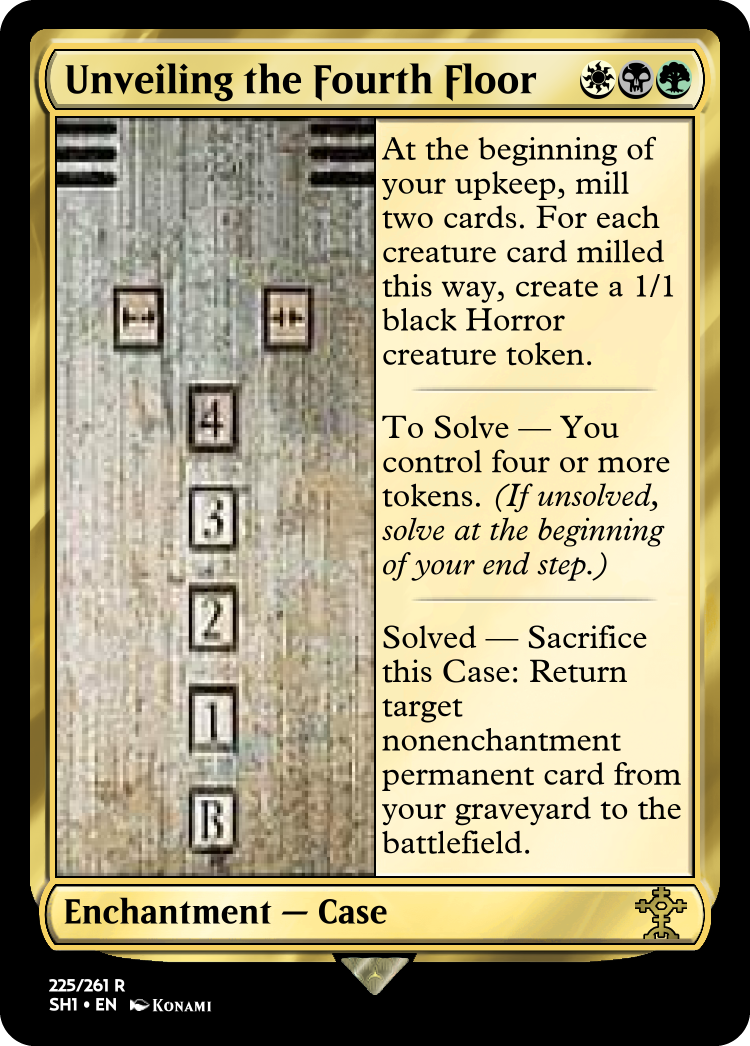 Unveiling the Fourth Floor
At the beginning of
your upkeep, mill
two cards. For each
creature card milled
this way, create a 1/1
black Horror
creature token.
To Solve — You
control four or more
tokens. (If unsolved,
solve at the beginning
of your end step.)
Solved — Sacrifice
this Case: Return
target
nonenchantment
permanent card from
your graveyard to the
battlefield.
4
3
2
1
B
Enchantment — Case
225/261 R
SH1 • EN KONAMI